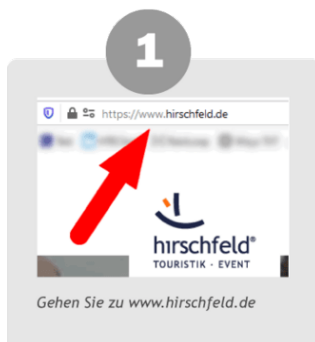 1
https://www.hirschfeld.de
hirschfeld®
TOURISTIK - EVENT
Gehen Sie zu www.hirschfeld.de